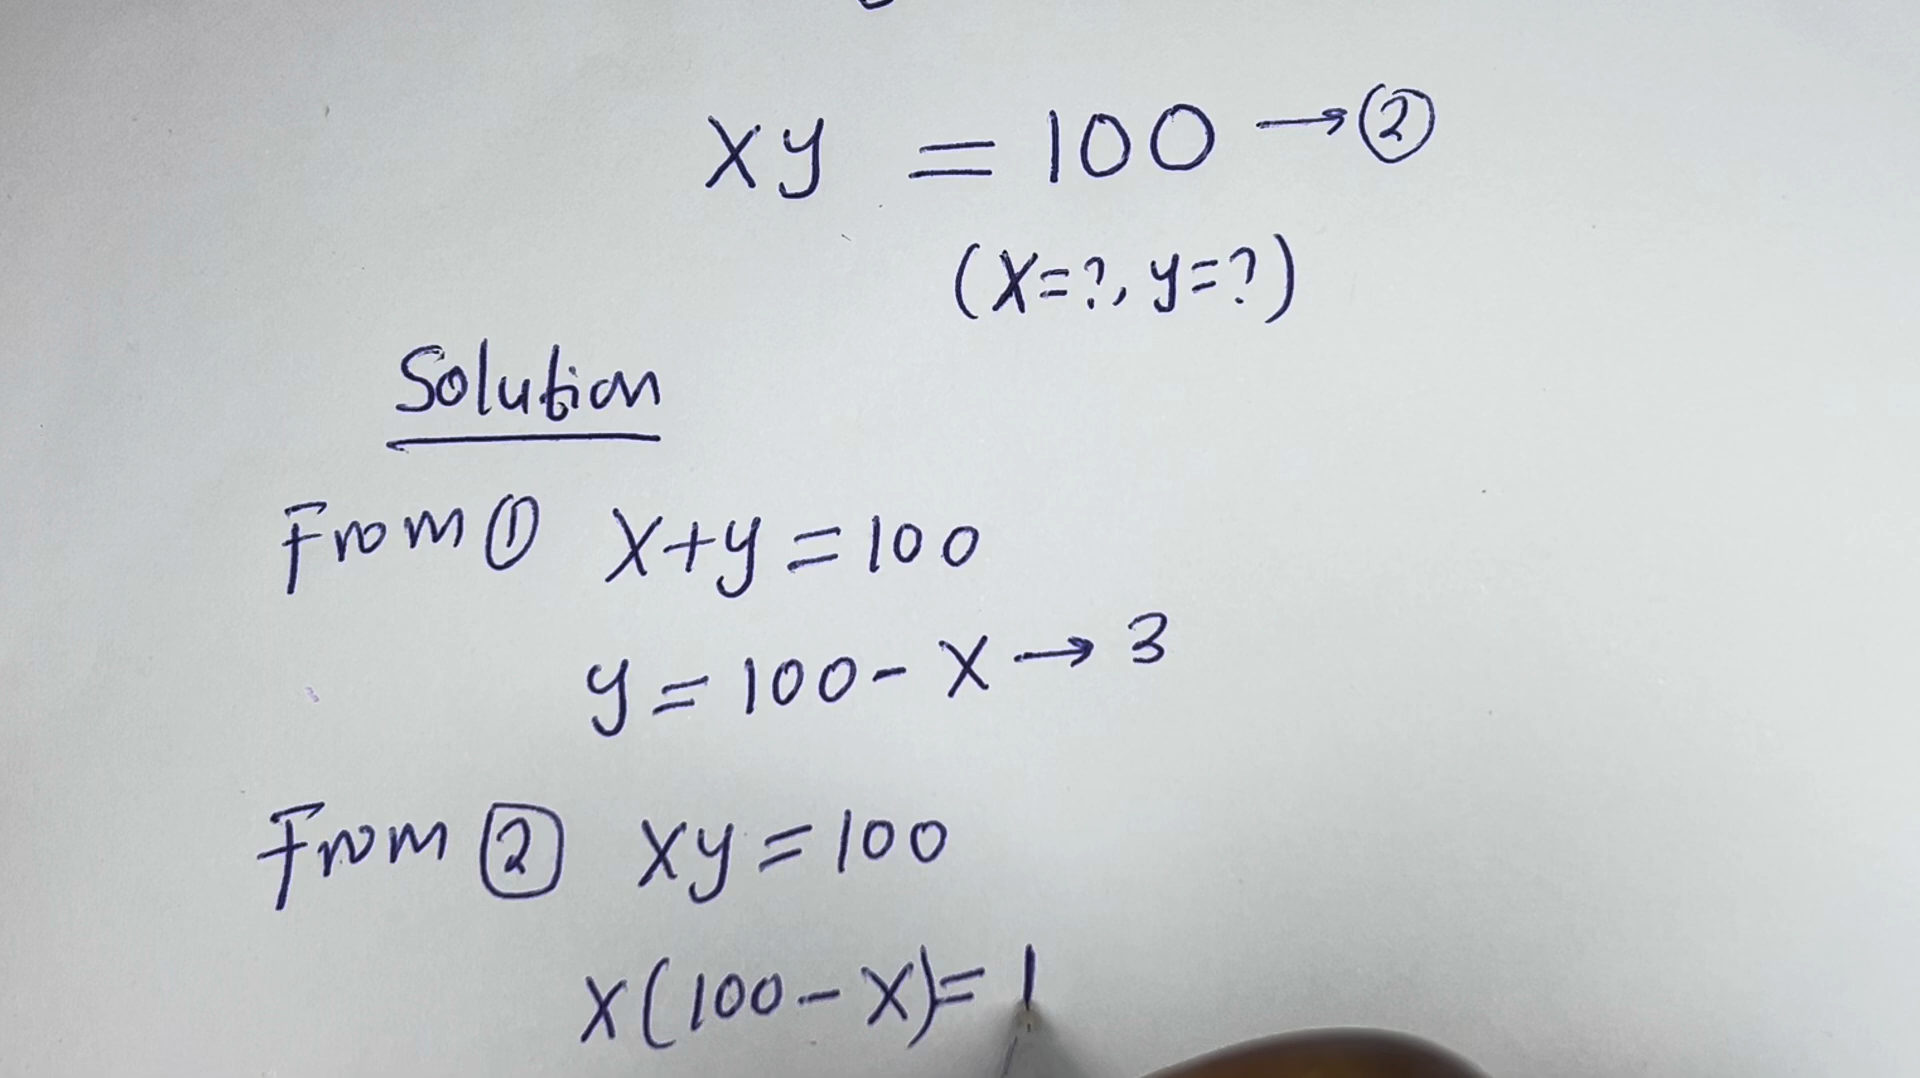 xy = 100 → ②
(x=?, y=?)
Solution
From ① x+y = 100
y = 100 - x → 3
From ② xy = 100
x(100 - x) = 1